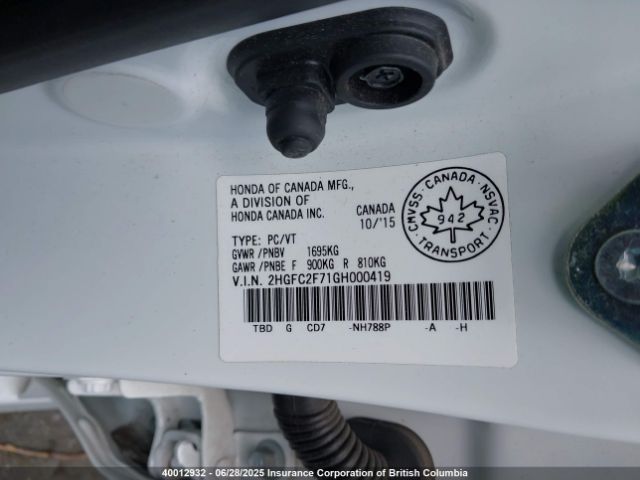 HONDA OF CANADA MFG.,
A DIVISION OF
HONDA CANADA INC.
CANADA
10/'15
CMVSS · CANADA · NSVAC
942
TRANSPORT
TYPE: PC/VT
GVWR /PNBV 1695KG
GAWR /PNBE F 900KG R 810KG
V.I.N. 2HGFC2F71GH000419
TBD G CD7 -NH788P -A -H
40012932 - 06/28/2025 Insurance Corporation of British Columbia